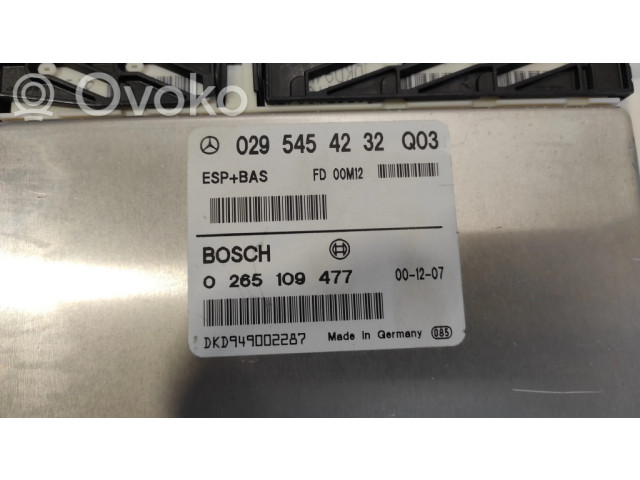 Ovoko
029 545 42 32 Q03
ESP+BAS FD 00M12
BOSCH
0 265 109 477 00-12-07
DKD949002287 Made in Germany 085